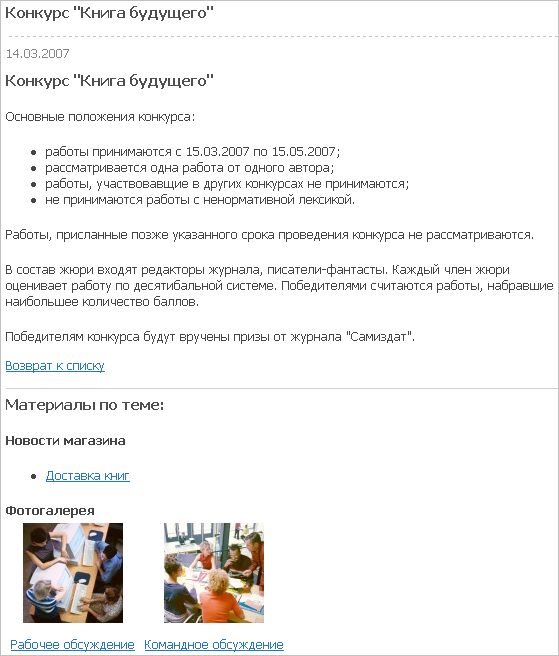 Конкурс "Книга будущего"
14.03.2007
Конкурс "Книга будущего"
Основные положения конкурса:
• работы принимаются с 15.03.2007 по 15.05.2007;
• рассматривается одна работа от одного автора;
• работы, участвовавщие в других конкурсах не принимаются;
• не принимаются работы с ненормативной лексикой.
Работы, присланные позже указанного срока проведения конкурса не рассматриваются.
В состав жюри входят редакторы журнала, писатели-фантасты. Каждый член жюри
оценивает работу по десятибальной системе. Победителями считаются работы, набравшие
наибольшее количество баллов.
Победителям конкурса будут вручены призы от журнала "Самиздат".
Возврат к списку
Материалы по теме:
Новости магазина
• Доставка книг
Фотогалерея
Рабочее обсуждение Командное обсуждение